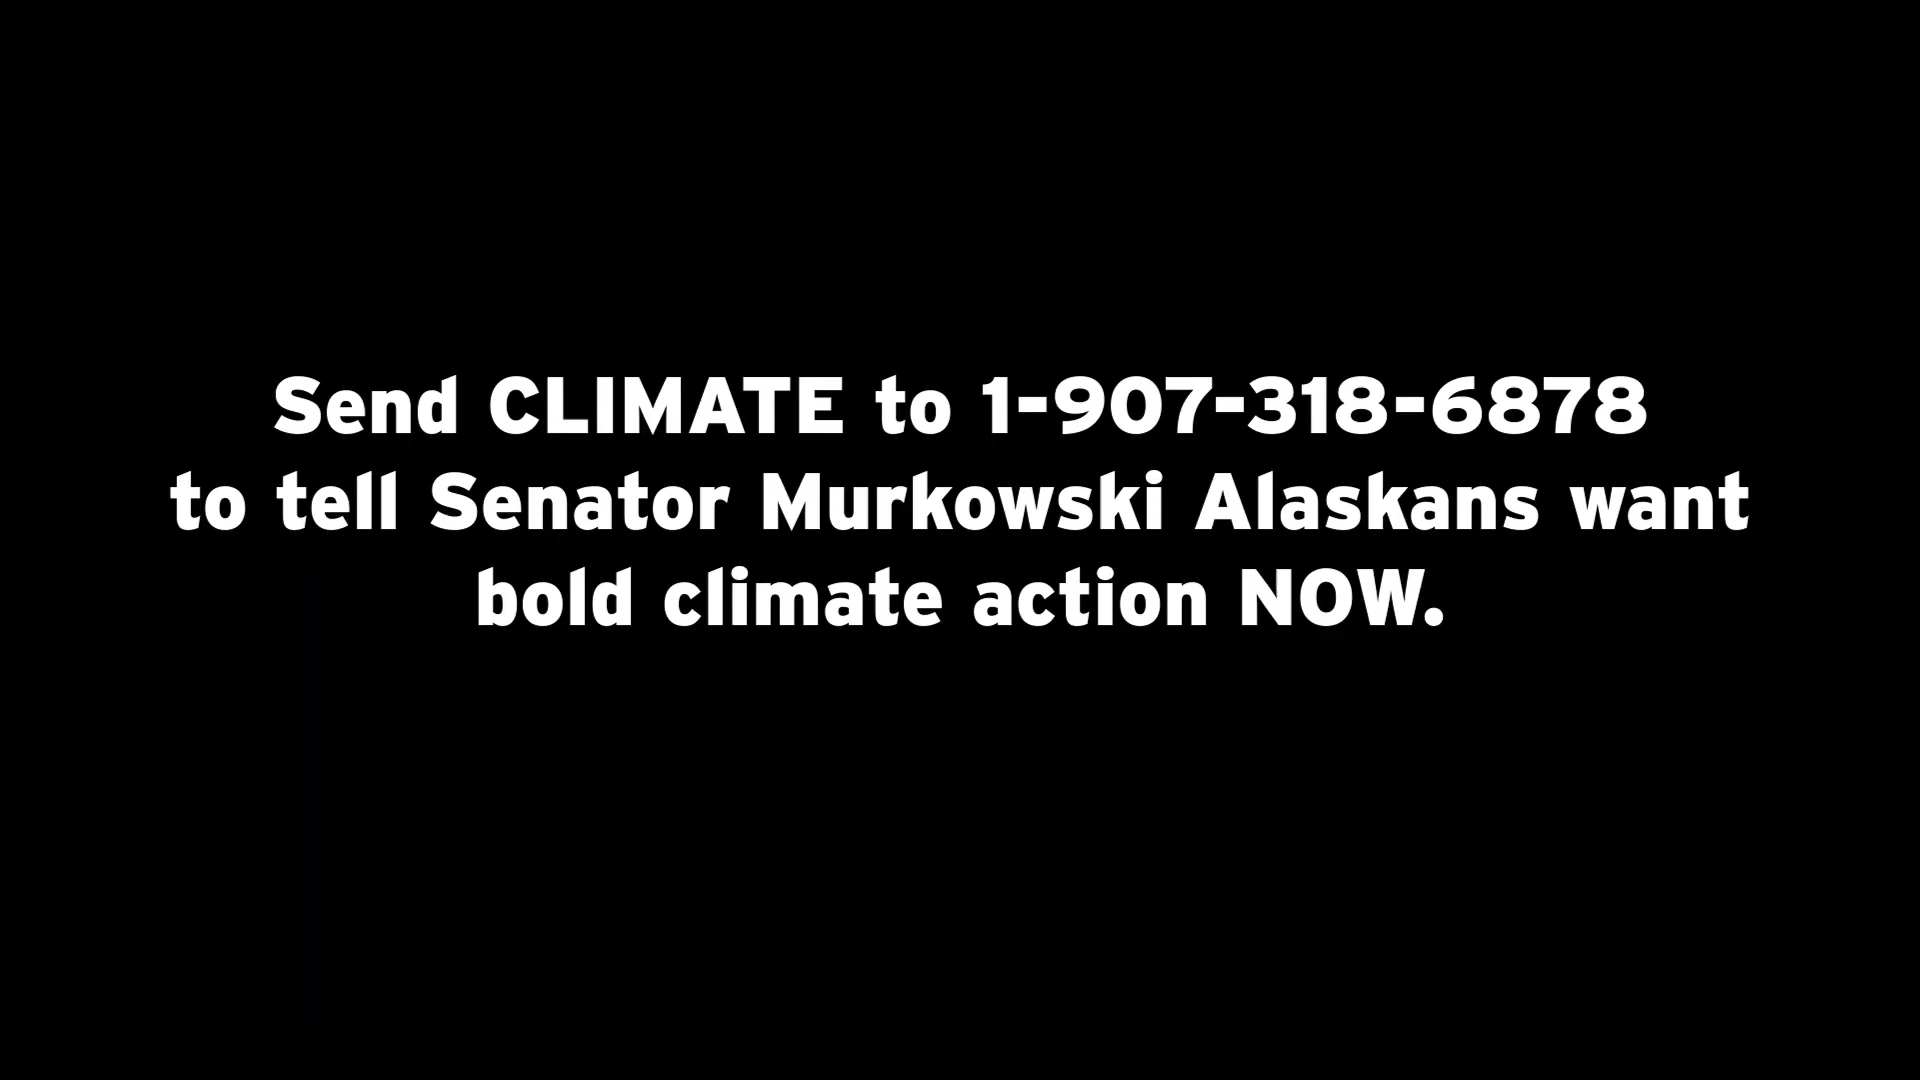 Send CLIMATE to 1-907-318-6878
to tell Senator Murkowski Alaskans want
bold climate action NOW.